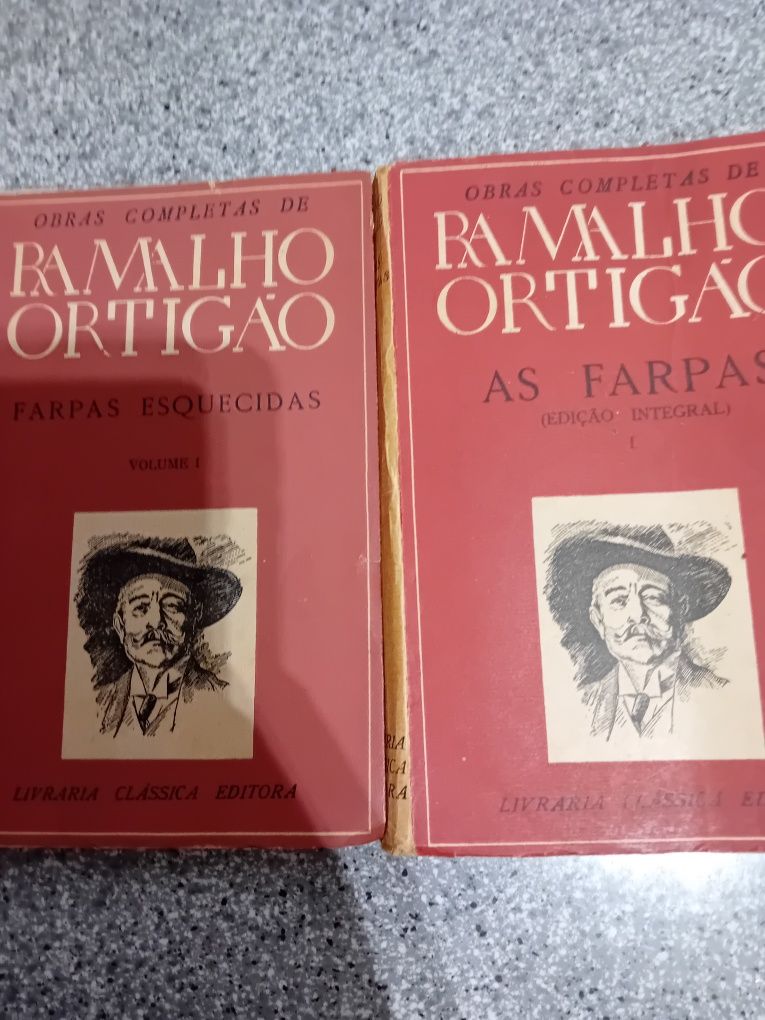 OBRAS COMPLETAS DE
RAMALHO
ORTIGÃO
FARPAS ESQUECIDAS
VOLUME I
LIVRARIA CLÁSSICA EDITORA
OBRAS COMPLETAS DE
RAMALHO
ORTIGÃO
AS FARPAS
(EDIÇÃO INTEGRAL)
I
LIVRARIA CLÁSSICA